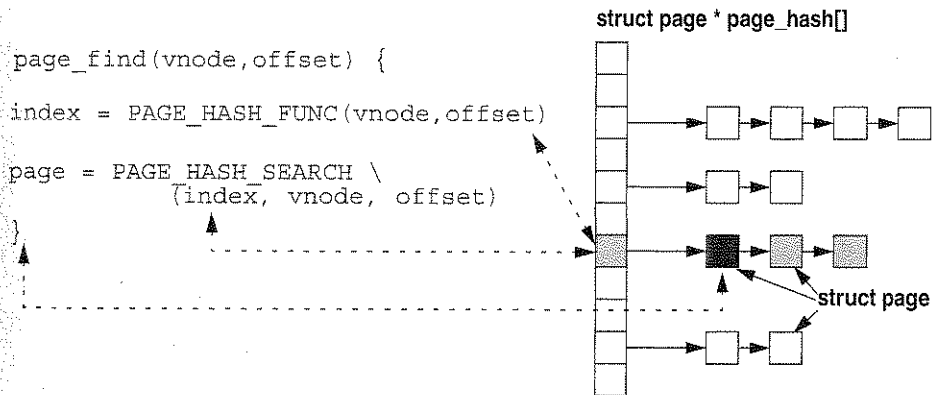 struct page * page_hash[]
page_find(vnode,offset) {
index = PAGE_HASH_FUNC(vnode,offset)
page = PAGE_HASH_SEARCH \
(index, vnode, offset)
}
struct page